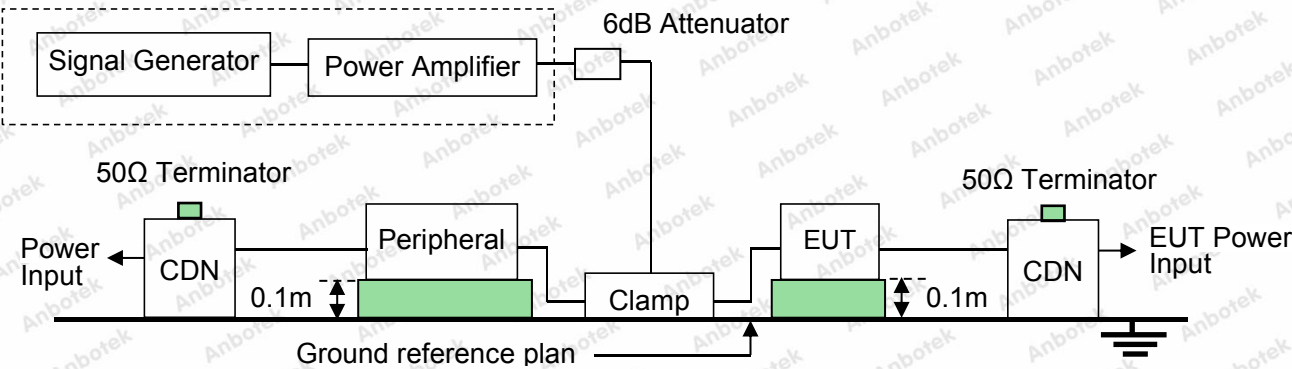 6dB Attenuator
Signal Generator
Power Amplifier
50Ω Terminator
50Ω Terminator
Power
Input
CDN
Peripheral
EUT
CDN
EUT Power
Input
0.1m
Clamp
0.1m
Ground reference plan
Anbotek